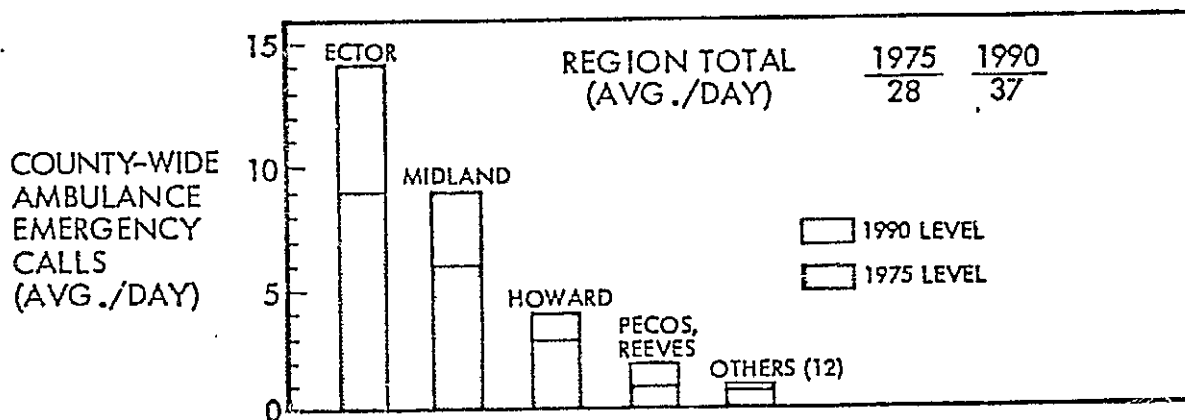 15
10
5
0
COUNTY-WIDE
AMBULANCE
EMERGENCY
CALLS
(AVG./DAY)
ECTOR
MIDLAND
HOWARD
PECOS,
REEVES
OTHERS (12)
REGION TOTAL
(AVG./DAY)
1975 1990
28 37
1990 LEVEL
1975 LEVEL